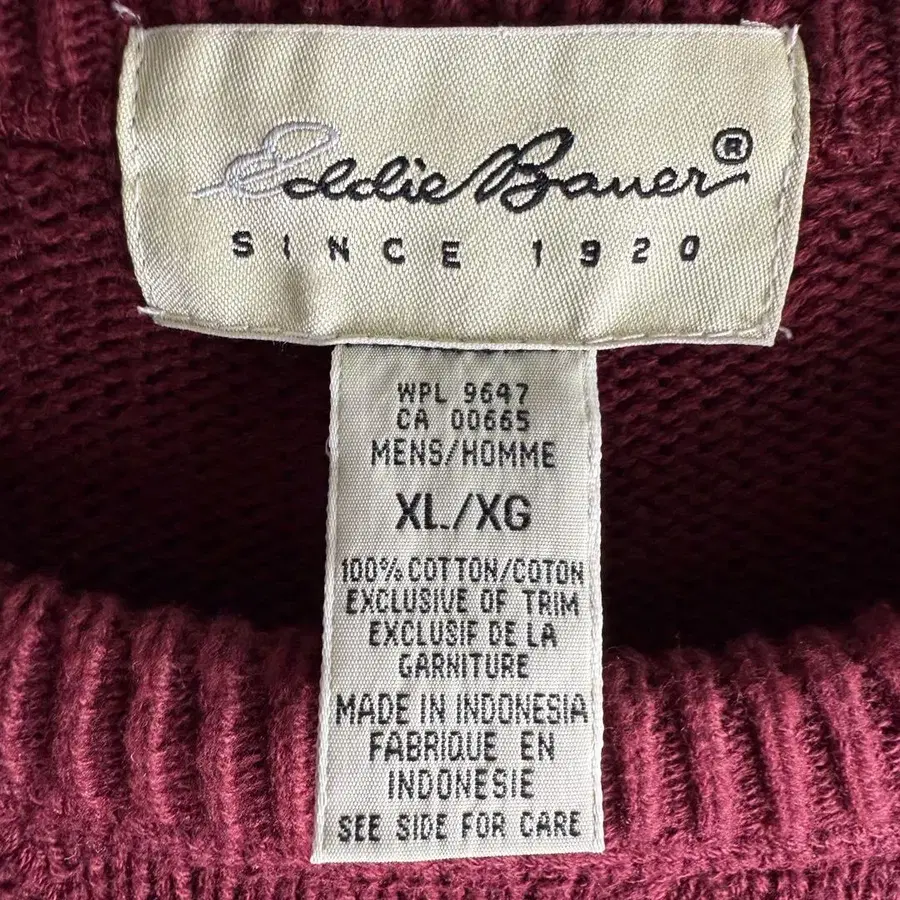 Eddie Bauer®
SINCE 1920
WPL 9647
CA 00665
MENS/HOMME
XL/XG
100% COTTON/COTON
EXCLUSIVE OF TRIM
EXCLUSIF DE LA
GARNITURE
MADE IN INDONESIA
FABRIQUE EN
INDONESIE
SEE SIDE FOR CARE